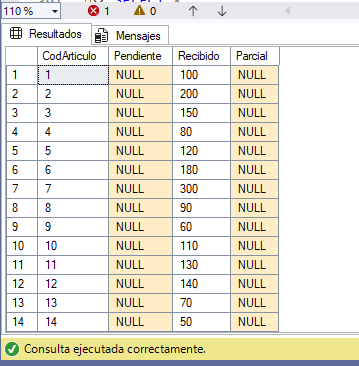 110 % 1 0
Resultados Mensajes
CodArticulo Pendiente Recibido Parcial
1 1 NULL 100 NULL
2 2 NULL 200 NULL
3 3 NULL 150 NULL
4 4 NULL 80 NULL
5 5 NULL 120 NULL
6 6 NULL 180 NULL
7 7 NULL 300 NULL
8 8 NULL 90 NULL
9 9 NULL 60 NULL
10 10 NULL 110 NULL
11 11 NULL 130 NULL
12 12 NULL 140 NULL
13 13 NULL 70 NULL
14 14 NULL 50 NULL
Consulta ejecutada correctamente.